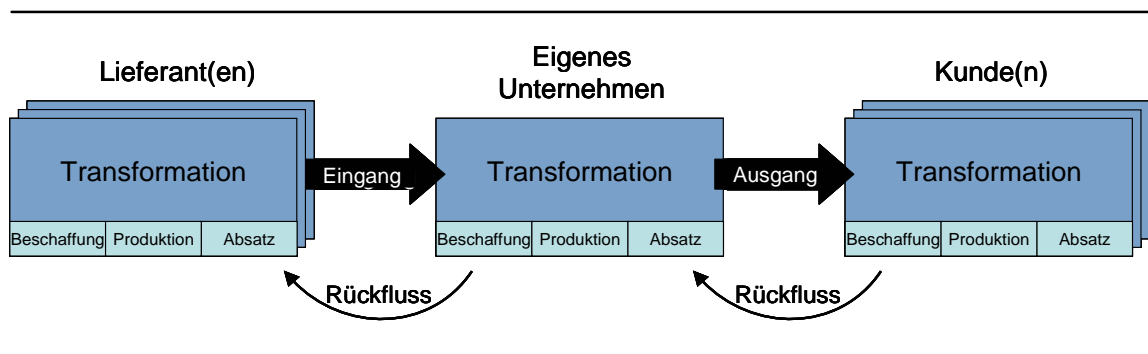 Lieferant(en)
Eigenes
Unternehmen
Kunde(n)
Transformation
Eingang
Transformation
Ausgang
Transformation
Beschaffung Produktion Absatz
Beschaffung Produktion Absatz
Beschaffung Produktion Absatz
Rückfluss
Rückfluss